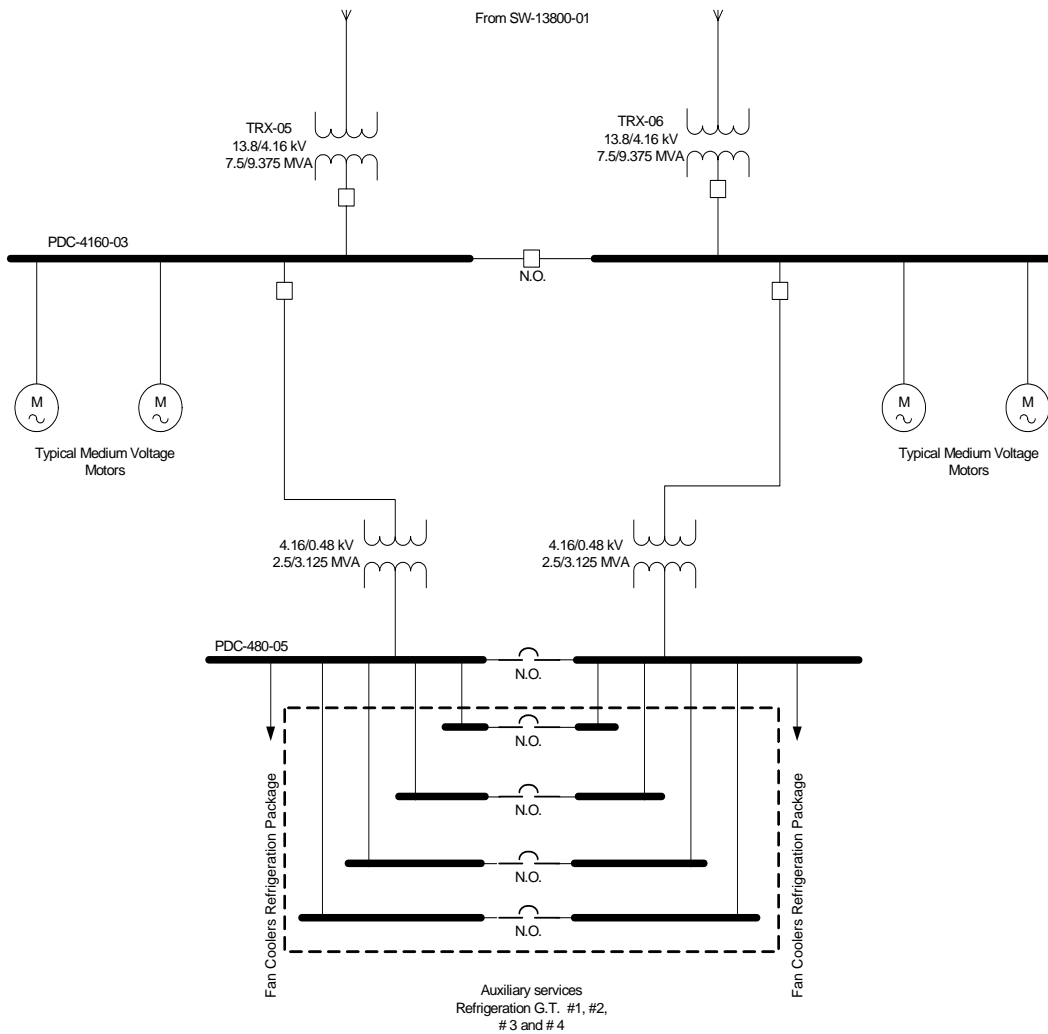 From SW-13800-01
TRX-05
13.8/4.16 kV
7.5/9.375 MVA
TRX-06
13.8/4.16 kV
7.5/9.375 MVA
PDC-4160-03
N.O.
M
M
M
M
Typical Medium Voltage
Motors
Typical Medium Voltage
Motors
4.16/0.48 kV
2.5/3.125 MVA
4.16/0.48 kV
2.5/3.125 MVA
PDC-480-05
N.O.
N.O.
N.O.
N.O.
N.O.
Fan Coolers Refrigeration Package
Fan Coolers Refrigeration Package
Auxiliary services
Refrigeration G.T. #1, #2,
# 3 and # 4